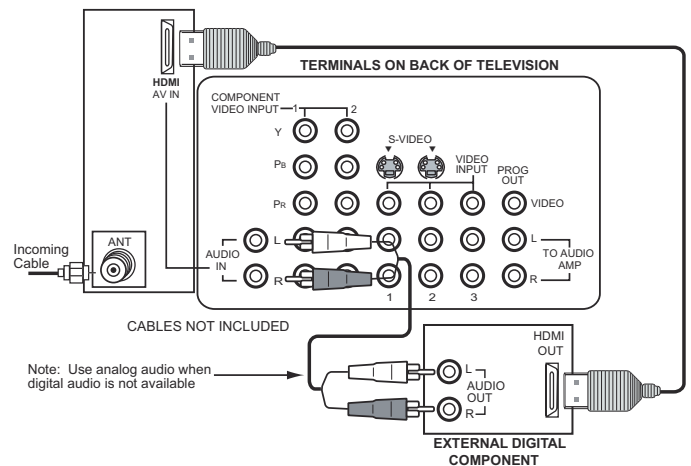 HDMI
AV IN
TERMINALS ON BACK OF TELEVISION
COMPONENT
VIDEO INPUT
1
2
Y
S-VIDEO
PB
VIDEO
INPUT
PROG
OUT
PR
VIDEO
Incoming
Cable
ANT
AUDIO
IN
L
R
L
R
TO AUDIO
AMP
1
2
3
CABLES NOT INCLUDED
Note: Use analog audio when
digital audio is not available
L
R
AUDIO
OUT
HDMI
OUT
EXTERNAL DIGITAL
COMPONENT